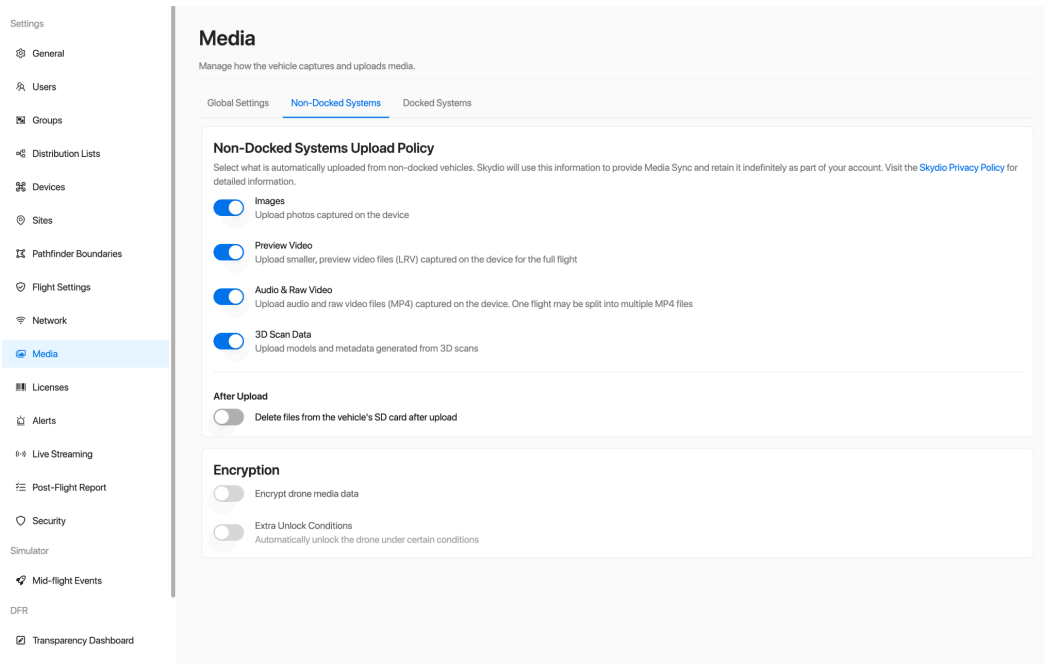 Settings
General
Users
Groups
Distribution Lists
Devices
Sites
Pathfinder Boundaries
Flight Settings
Network
Media
Licenses
Alerts
Live Streaming
Post-Flight Report
Security
Simulator
Mid-flight Events
DFR
Transparency Dashboard
Media
Manage how the vehicle captures and uploads media.
Global Settings Non-Docked Systems Docked Systems
Non-Docked Systems Upload Policy
Select what is automatically uploaded from non-docked vehicles. Skydio will use this information to provide Media Sync and retain it indefinitely as part of your account. Visit the Skydio Privacy Policy for
detailed information.
Images
Upload photos captured on the device
Preview Video
Upload smaller, preview video files (LRV) captured on the device for the full flight
Audio & Raw Video
Upload audio and raw video files (MP4) captured on the device. One flight may be split into multiple MP4 files
3D Scan Data
Upload models and metadata generated from 3D scans
After Upload
Delete files from the vehicle's SD card after upload
Encryption
Encrypt drone media data
Extra Unlock Conditions
Automatically unlock the drone under certain conditions